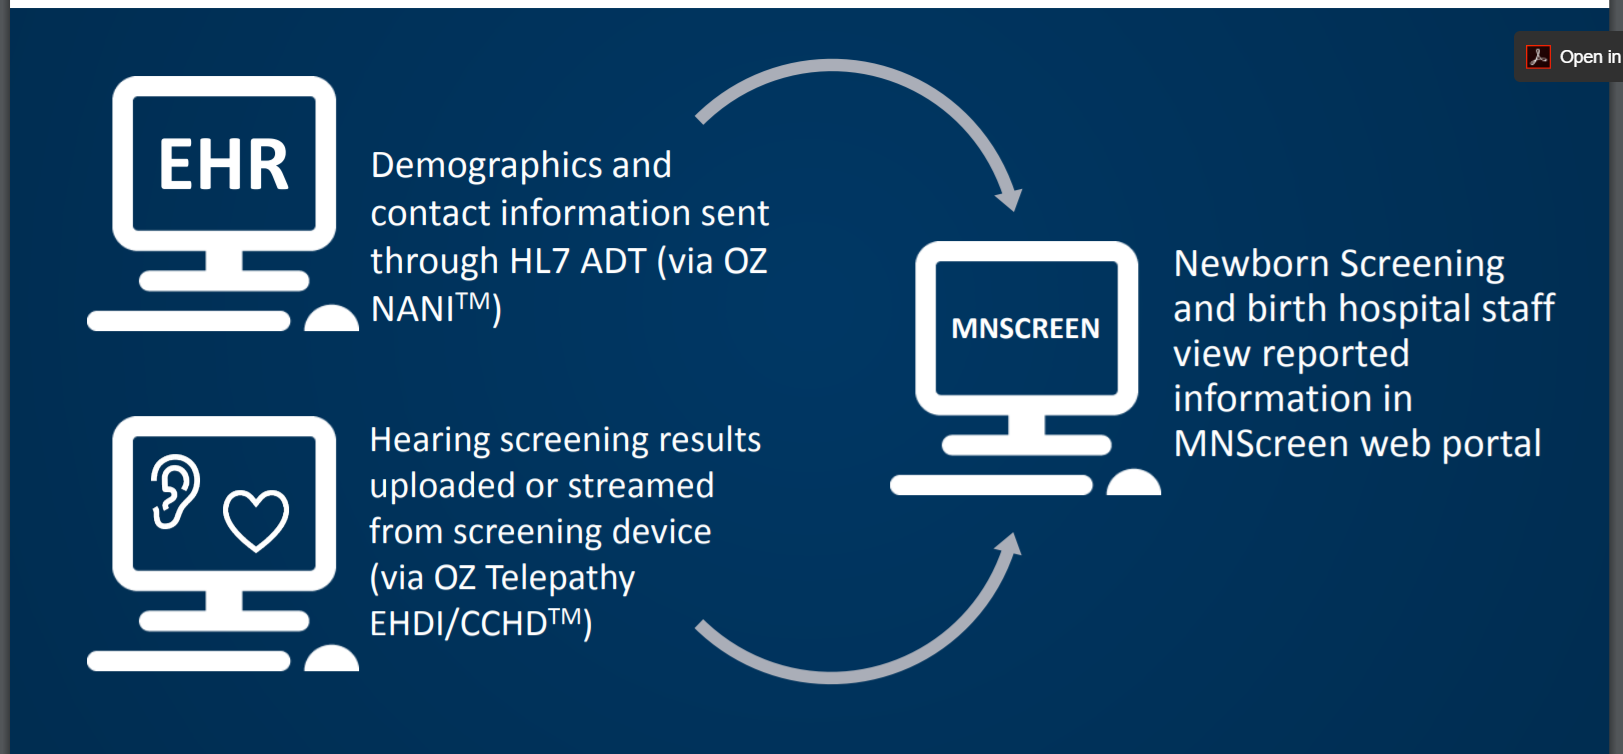 Open in
EHR
Demographics and
contact information sent
through HL7 ADT (via OZ
NANI™)
Hearing screening results
uploaded or streamed
from screening device
(via OZ Telepathy
EHDI/CCHD™)
MNSCREEN
Newborn Screening
and birth hospital staff
view reported
information in
MNScreen web portal